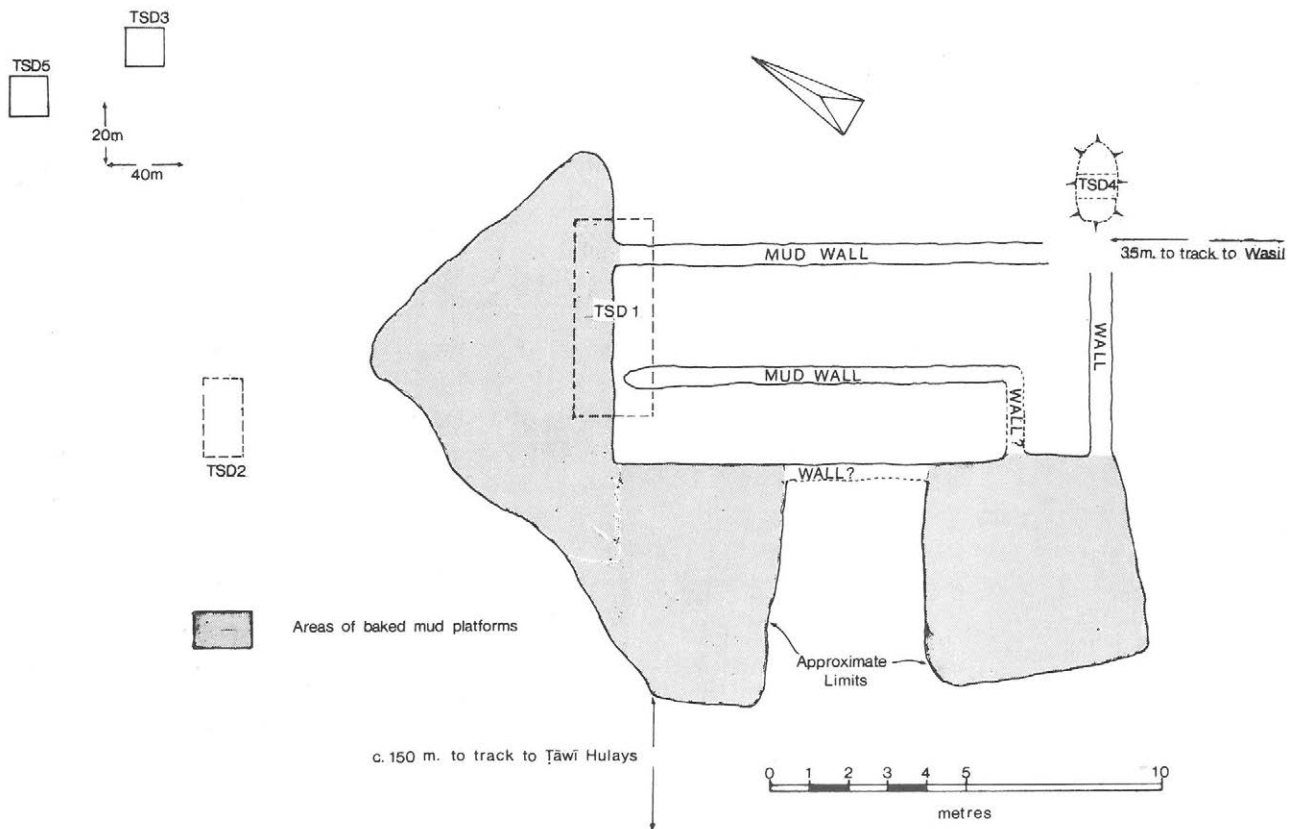 TSD3
TSD5
20m
40m
TSD4
35m. to track to Wasil
MUD WALL
TSD 1
WALL
MUD WALL
WALL?
TSD2
WALL?
Areas of baked mud platforms
Approximate
Limits
c. 150 m. to track to Ṭāwī Hulays
0 1 2 3 4 5 10
metres